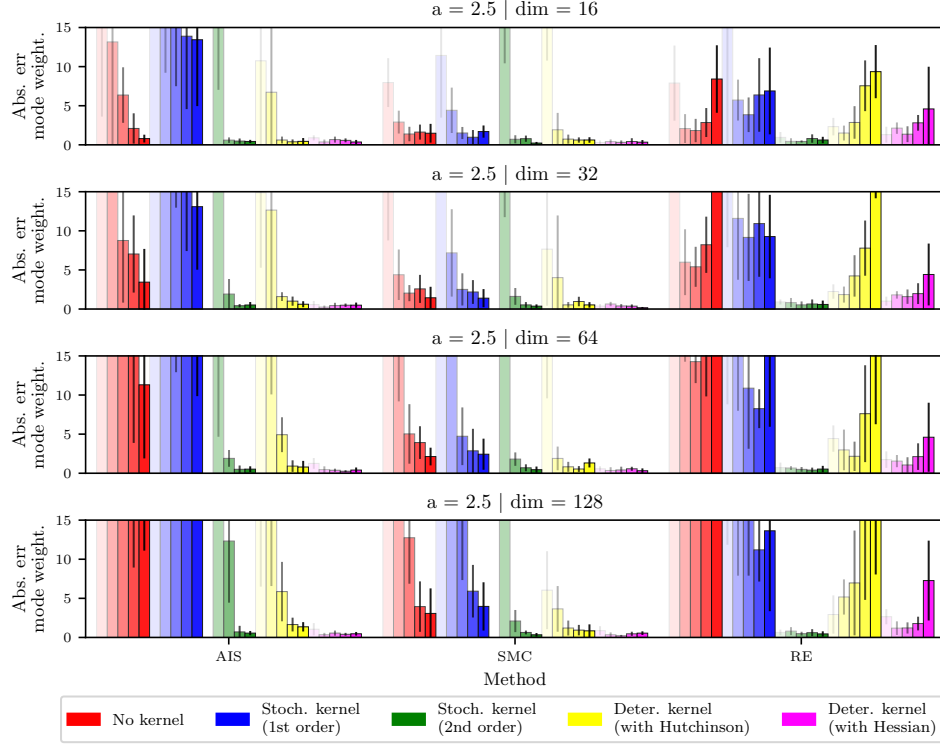 a = 2.5 | dim = 16
15
10
5
0
Abs. err
mode weight.
a = 2.5 | dim = 32
15
10
5
0
Abs. err
mode weight.
a = 2.5 | dim = 64
15
10
5
0
Abs. err
mode weight.
a = 2.5 | dim = 128
15
10
5
0
Abs. err
mode weight.
AIS SMC RE
Method
No kernel
Stoch. kernel
(1st order)
Stoch. kernel
(2nd order)
Deter. kernel
(with Hutchinson)
Deter. kernel
(with Hessian)